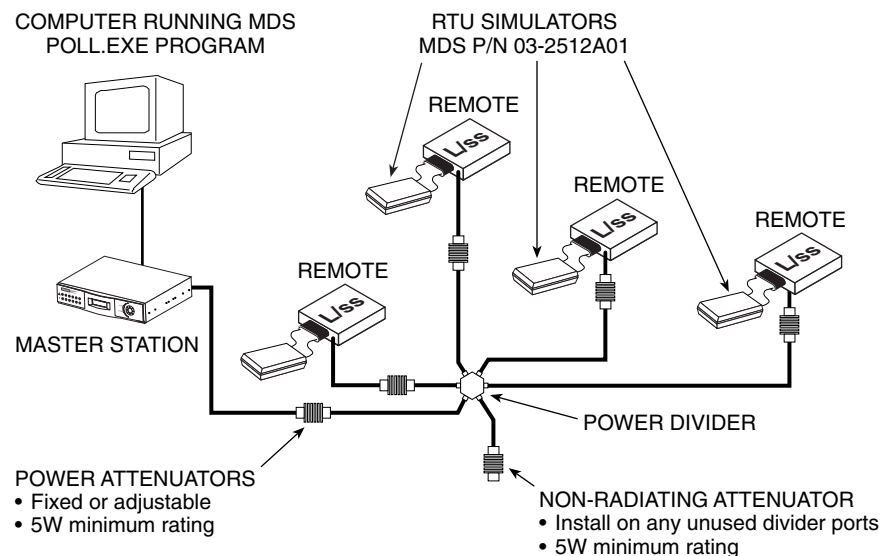 COMPUTER RUNNING MDS
POLL.EXE PROGRAM
RTU SIMULATORS
MDS P/N 03-2512A01
REMOTE
L/ss
REMOTE
L/ss
REMOTE
L/ss
REMOTE
L/ss
MASTER STATION
POWER DIVIDER
POWER ATTENUATORS
• Fixed or adjustable
• 5W minimum rating
NON-RADIATING ATTENUATOR
• Install on any unused divider ports
• 5W minimum rating